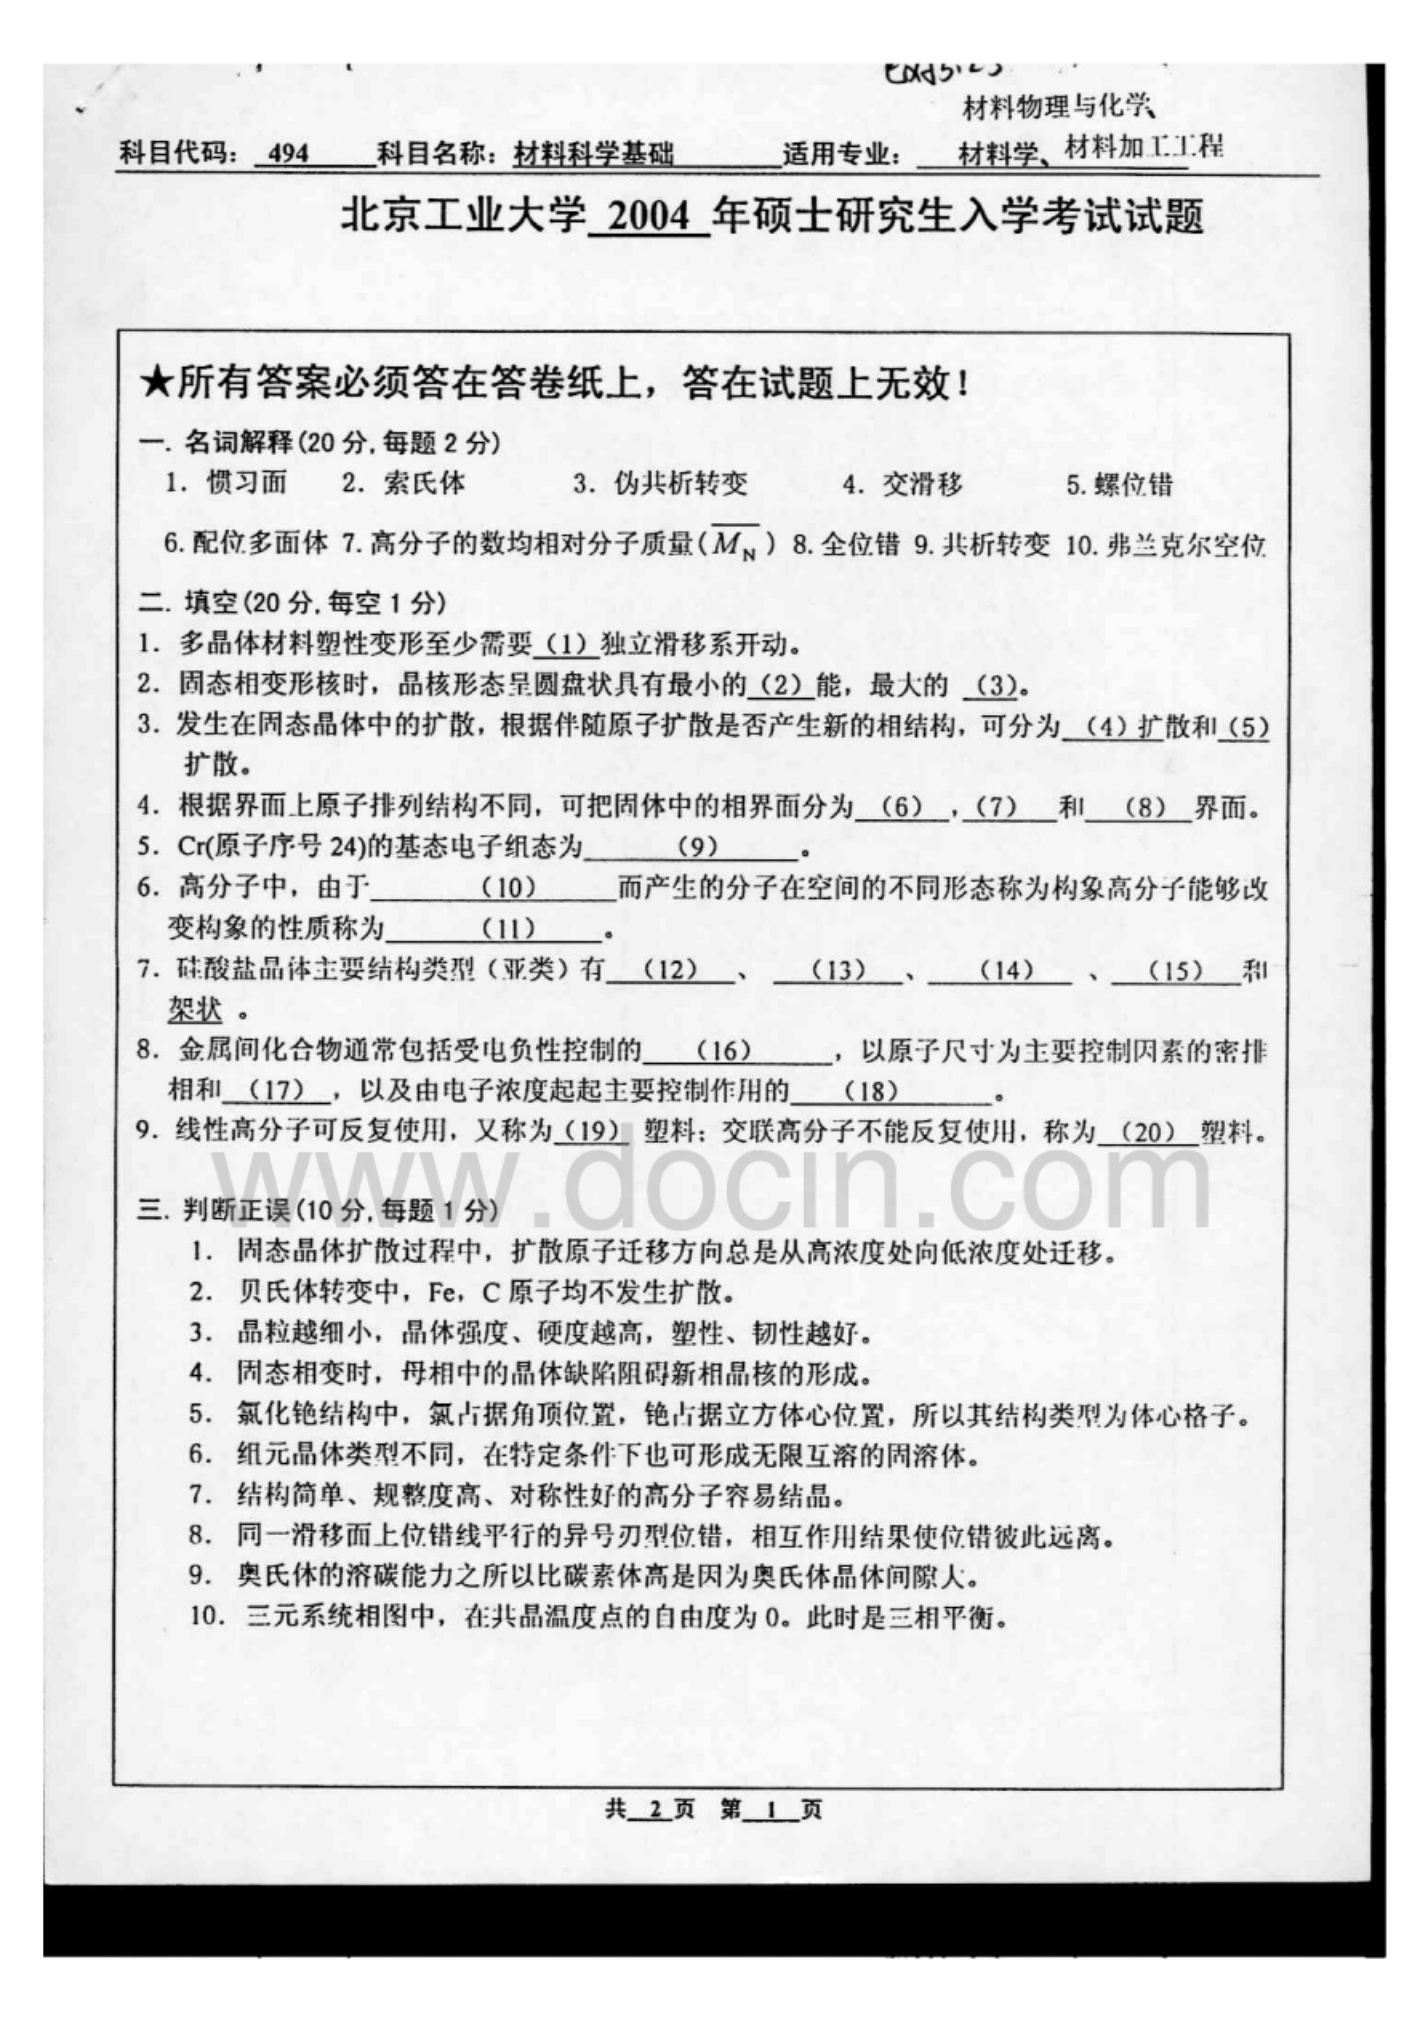 材料物理与化学、
科目代码： 494 科目名称：材料科学基础 适用专业： 材料学、材料加工工程
北京工业大学 2004 年硕士研究生入学考试试题
★所有答案必须答在答卷纸上，答在试题上无效！
一. 名词解释(20 分,每题 2 分)
1. 惯习面 2. 索氏体 3. 伪共析转变 4. 交滑移 5. 螺位错
6. 配位多面体 7. 高分子的数均相对分子质量($\overline{M_N}$) 8. 全位错 9. 共析转变 10. 弗兰克尔空位
二. 填空(20 分,每空 1 分)
1. 多晶体材料塑性变形至少需要（1）独立滑移系开动。
2. 固态相变形核时，晶核形态呈圆盘状具有最小的（2）能，最大的 （3）。
3. 发生在固态晶体中的扩散，根据伴随原子扩散是否产生新的相结构，可分为 （4）扩散和（5）
扩散。
4. 根据界面上原子排列结构不同，可把固体中的相界面分为 （6） ，（7） 和 （8） 界面。
5. Cr(原子序号 24)的基态电子组态为 （9） 。
6. 高分子中，由于 （10） 而产生的分子在空间的不同形态称为构象高分子能够改
变构象的性质称为 （11） 。
7. 硅酸盐晶体主要结构类型（亚类）有 （12） 、 （13） 、 （14） 、 （15） 和
架状 。
8. 金属间化合物通常包括受电负性控制的 （16） ，以原子尺寸为主要控制因素的密排
相和 （17） ，以及由电子浓度起起主要控制作用的 （18） 。
9. 线性高分子可反复使用，又称为（19） 塑料；交联高分子不能反复使用，称为 （20） 塑料。
www.docin.com
三. 判断正误(10 分,每题 1 分)
1. 固态晶体扩散过程中，扩散原子迁移方向总是从高浓度处向低浓度处迁移。
2. 贝氏体转变中，Fe，C 原子均不发生扩散。
3. 晶粒越细小，晶体强度、硬度越高，塑性、韧性越好。
4. 固态相变时，母相中的晶体缺陷阻碍新相晶核的形成。
5. 氯化铯结构中，氯占据角顶位置，铯占据立方体心位置，所以其结构类型为体心格子。
6. 组元晶体类型不同，在特定条件下也可形成无限互溶的固溶体。
7. 结构简单、规整度高、对称性好的高分子容易结晶。
8. 同一滑移面上位错线平行的异号刃型位错，相互作用结果使位错彼此远离。
9. 奥氏体的溶碳能力之所以比碳素体高是因为奥氏体晶体间隙大。
10. 三元系统相图中，在共晶温度点的自由度为 0。此时是三相平衡。
共 2 页 第 1 页